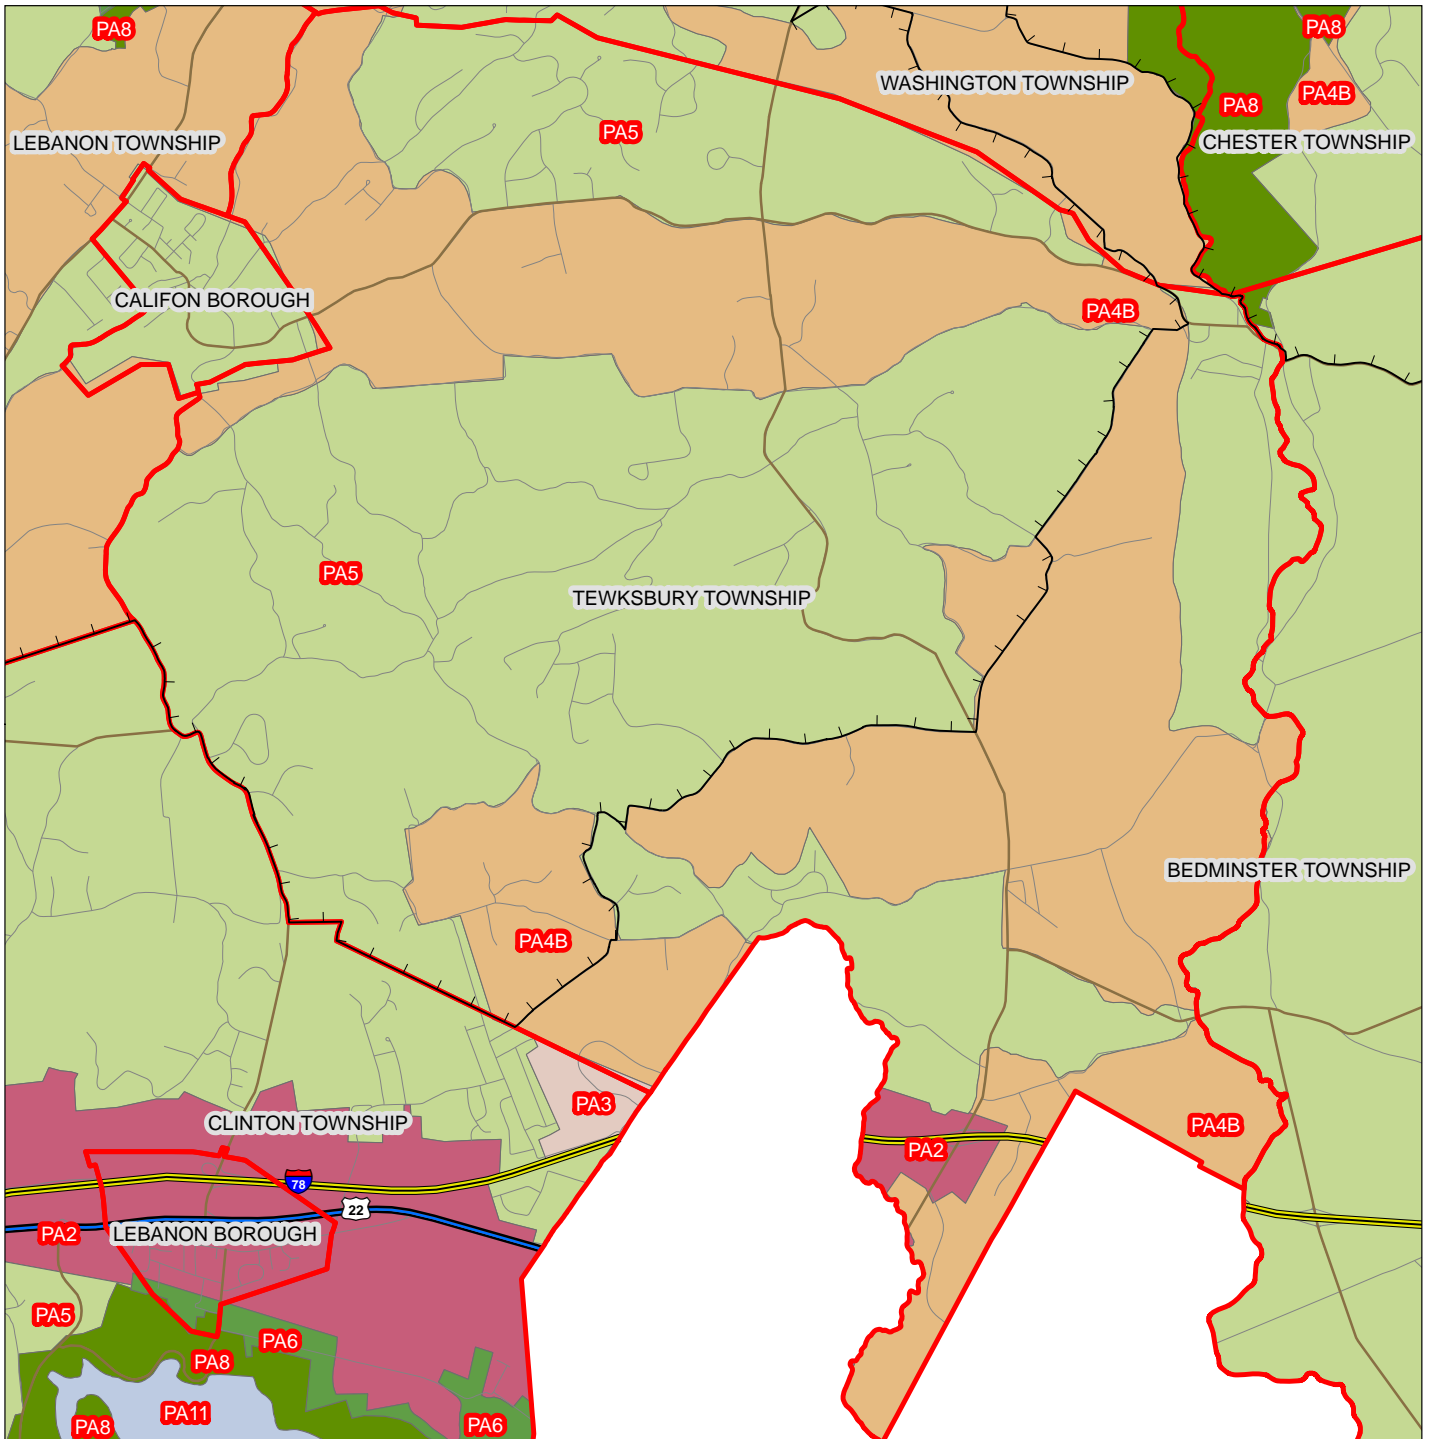 PA8
PA8
WASHINGTON TOWNSHIP
PA4B
PA8
PA5
LEBANON TOWNSHIP
CHESTER TOWNSHIP
CALIFON BOROUGH
PA4B
PA5
TEWKSBURY TOWNSHIP
BEDMINSTER TOWNSHIP
PA4B
PA3
CLINTON TOWNSHIP
PA4B
PA2
78
22
PA2
LEBANON BOROUGH
PA5
PA6
PA8
PA11
PA8
PA6